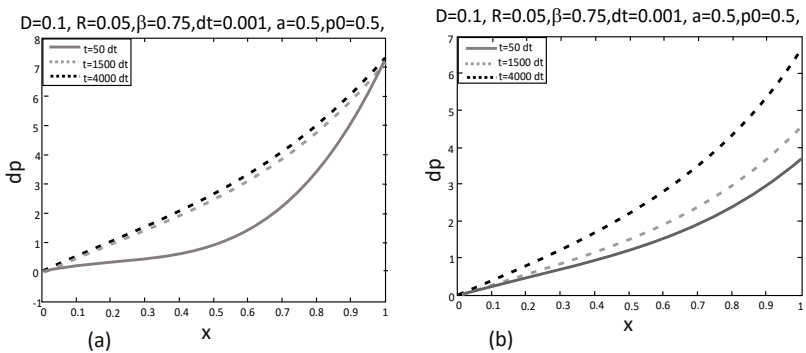 D=0.1, R=0.05,β=0.75,dt=0.001, a=0.5,p0=0.5,
8
7
6
5
4
3
2
1
0
-1
dp
t=50 dt
t=1500 dt
t=4000 dt
0 0.1 0.2 0.3 0.4 0.5 0.6 0.7 0.8 0.9 1
x
(a)
D=0.1, R=0.05,β=0.75,dt=0.001, a=0.5,p0=0.5,
7
6
5
4
3
2
1
0
dp
t=50 dt
t=1500 dt
t=4000 dt
0 0.1 0.2 0.3 0.4 0.5 0.6 0.7 0.8 0.9 1
x
(b)